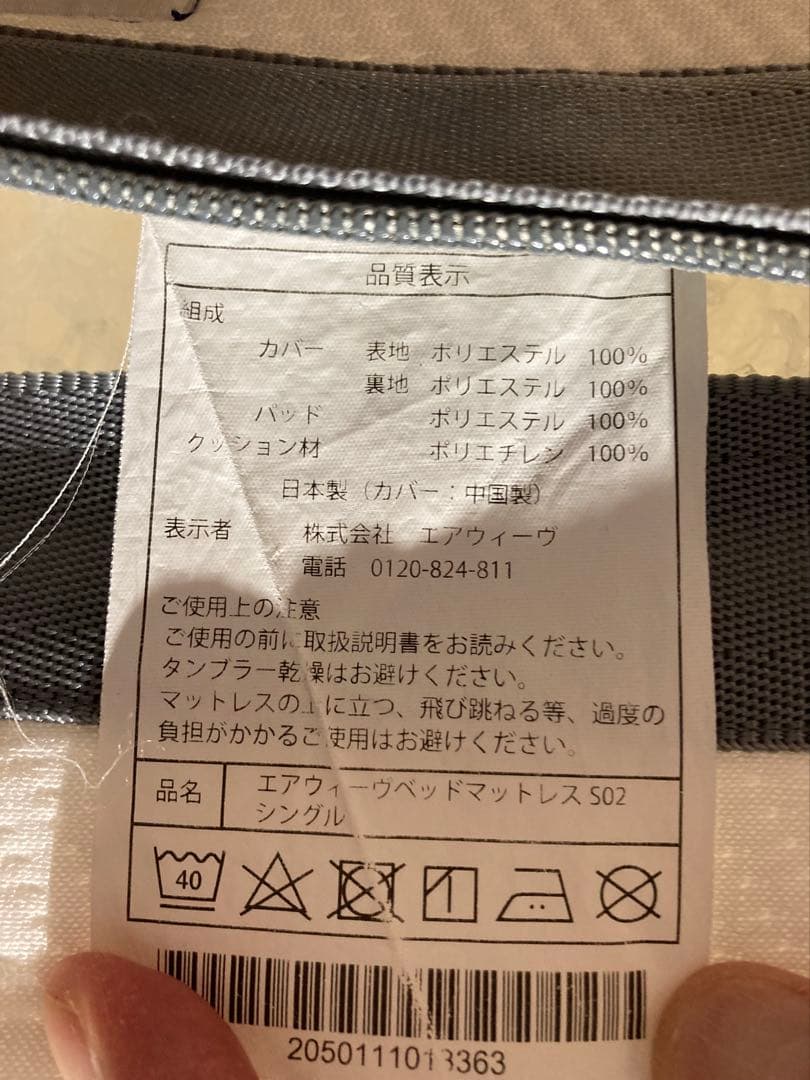 品質表示
組成
カバー 表地 ポリエステル 100%
裏地 ポリエステル 100%
パッド ポリエステル 100%
クッション材 ポリエチレン 100%
日本製(カバー:中国製)
表示者 株式会社 エアウィーヴ
電話 0120-824-811
ご使用上の注意
ご使用の前に取扱説明書をお読みください。
タンブラー乾燥はお避けください。
マットレスの上に立つ、飛び跳ねる等、過度の
負担がかかるご使用はお避けください。
品名 エアウィーヴベッドマットレス S02
シングル
40
2050111013363